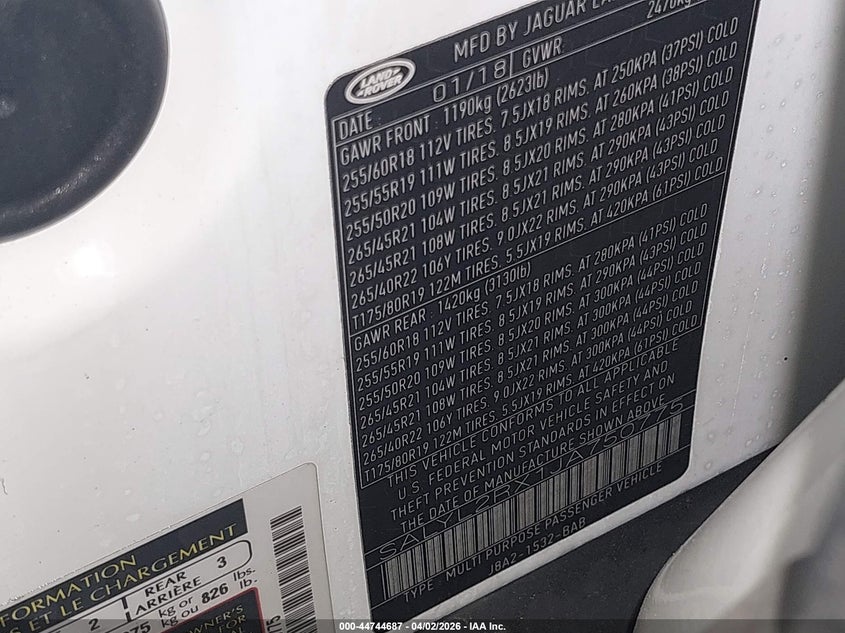 MFD BY JAGUAR LA
LAND ROVER
DATE 01/18 GVWR
GAWR FRONT : 1190kg (2623lb)
255/60R18 112V TIRES. 7.5JX18 RIMS. AT 250KPA (37PSI) COLD
255/55R19 111W TIRES. 8.5JX19 RIMS. AT 260KPA (38PSI) COLD
255/50R20 109W TIRES. 8.5JX20 RIMS. AT 280KPA (41PSI) COLD
265/45R21 104W TIRES. 8.5JX21 RIMS. AT 290KPA (43PSI) COLD
265/45R21 108W TIRES. 8.5JX21 RIMS. AT 290KPA (43PSI) COLD
265/40R22 106Y TIRES. 9.0JX22 RIMS. AT 290KPA (43PSI) COLD
T175/80R19 122M TIRES. 5.5JX19 RIMS. AT 420KPA (61PSI) COLD
GAWR REAR : 1420kg (3130lb)
255/60R18 112V TIRES. 7.5JX18 RIMS. AT 280KPA (41PSI) COLD
255/55R19 111W TIRES. 8.5JX19 RIMS. AT 290KPA (43PSI) COLD
255/50R20 109W TIRES. 8.5JX20 RIMS. AT 300KPA (44PSI) COLD
265/45R21 104W TIRES. 8.5JX21 RIMS. AT 300KPA (44PSI) COLD
265/45R21 108W TIRES. 8.5JX21 RIMS. AT 300KPA (44PSI) COLD
265/40R22 106Y TIRES. 9.0JX22 RIMS. AT 300KPA (44PSI) COLD
T175/80R19 122M TIRES. 5.5JX19 RIMS. AT 420KPA (61PSI) COLD
THIS VEHICLE CONFORMS TO ALL APPLICABLE
U.S. FEDERAL MOTOR VEHICLE SAFETY AND
THEFT PREVENTION STANDARDS IN EFFECT ON
THE DATE OF MANUFACTURE SHOWN ABOVE
SALYL2RX JA750775
TYPE : MULTI PURPOSE PASSENGER VEHICLE
J8A2-1532-BAB
FORMATION
S ET LE CHARGEMENT
2 REAR ARRIÈRE 3
75 kg or kg ou 826 lbs. lb.
OWNER'S
FOR
000-44744687 - 04/02/2026 - IAA Inc.